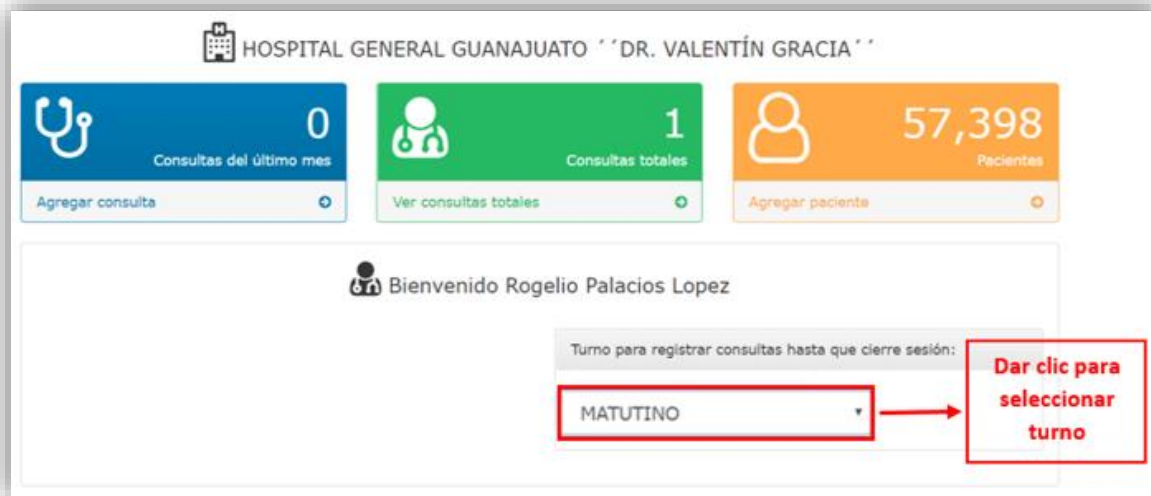 HOSPITAL GENERAL GUANAJUATO ´´DR. VALENTÍN GRACIA´´
0
Consultas del último mes
Agregar consulta
1
Consultas totales
Ver consultas totales
57,398
Pacientes
Agregar paciente
Bienvenido Rogelio Palacios Lopez
Turno para registrar consultas hasta que cierre sesión:
MATUTINO
Dar clic para
seleccionar
turno